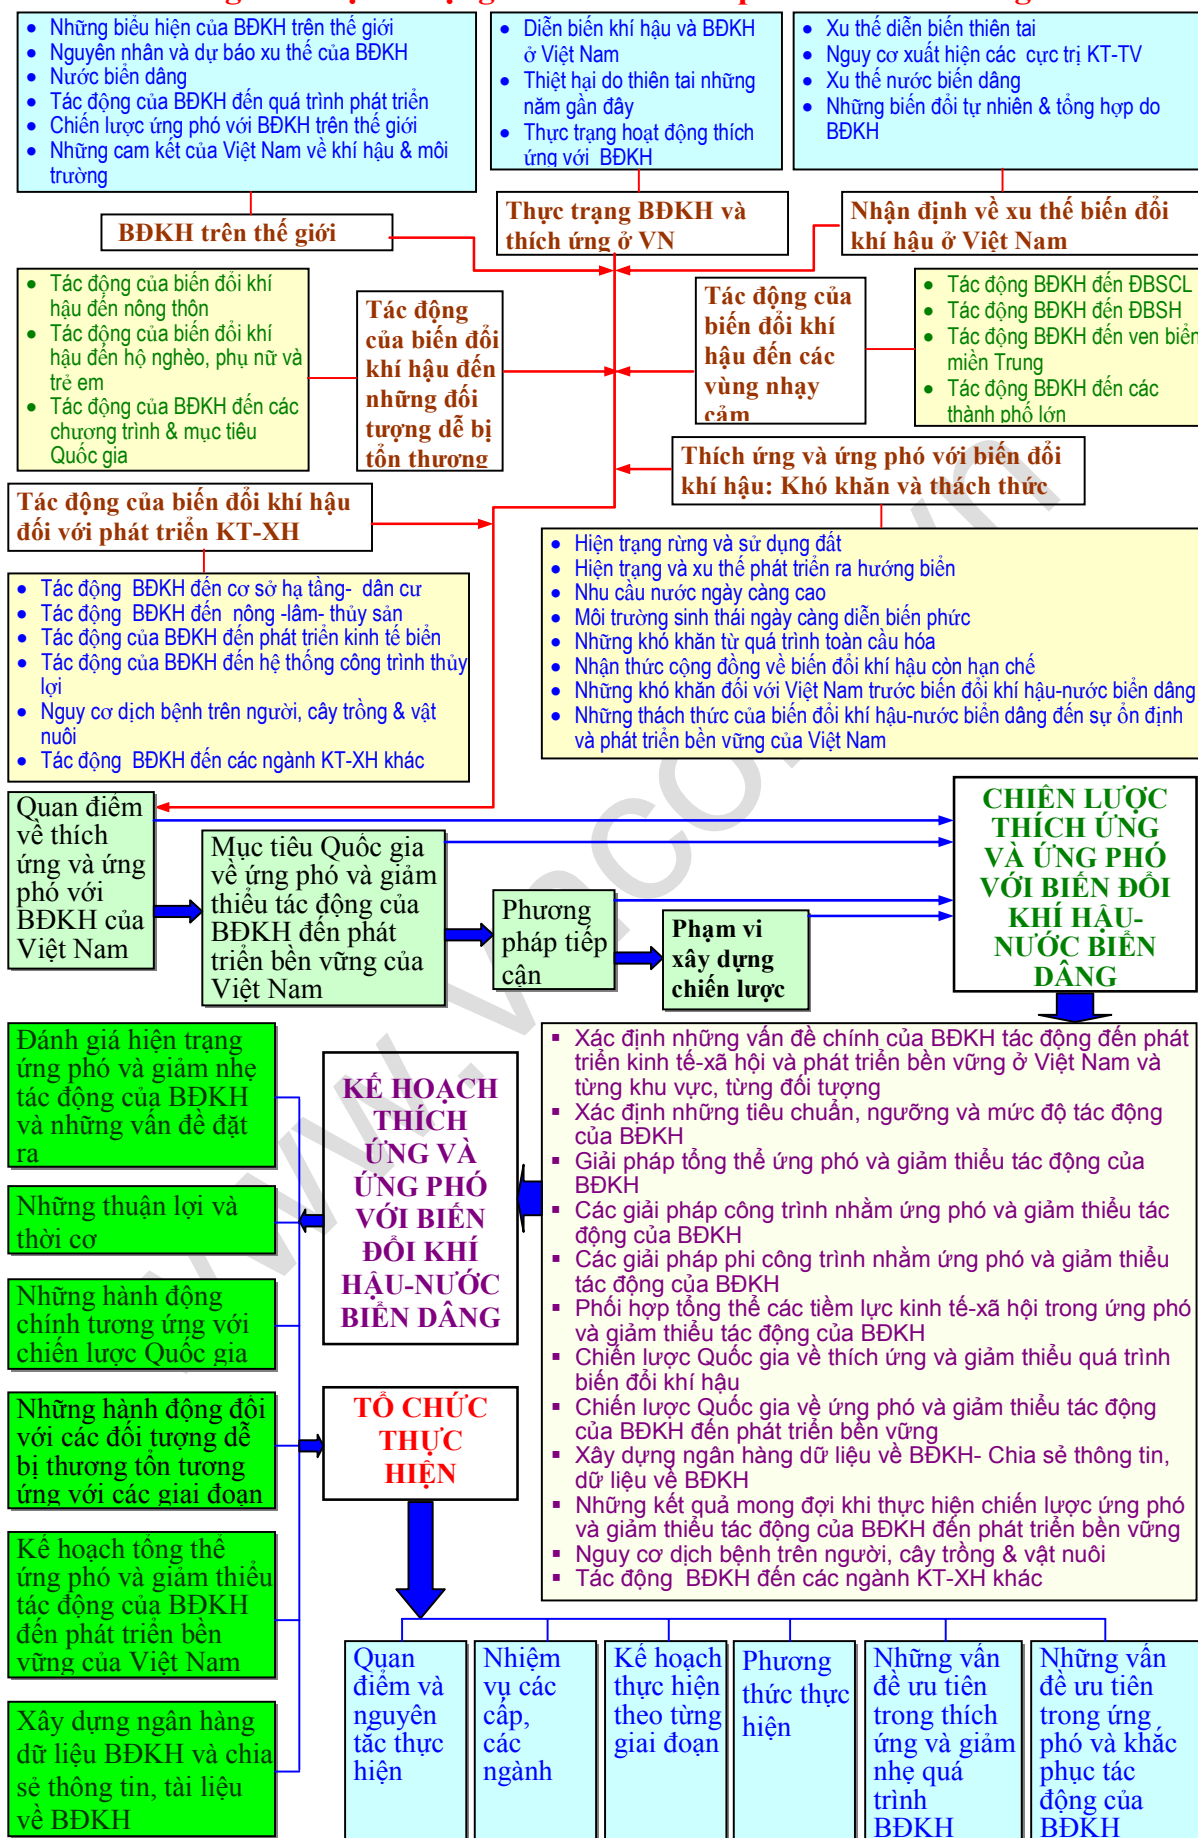 • Những biểu hiện của BĐKH trên thế giới
• Nguyên nhân và dự báo xu thế của BĐKH
• Nước biển dâng
• Tác động của BĐKH đến quá trình phát triển
• Chiến lược ứng phó với BĐKH trên thế giới
• Những cam kết của Việt Nam về khí hậu & môi
trường
• Diễn biến khí hậu và BĐKH
ở Việt Nam
• Thiệt hại do thiên tai những
năm gần đây
• Thực trạng hoạt động thích
ứng với BĐKH
• Xu thế diễn biến thiên tai
• Nguy cơ xuất hiện các cực trị KT-TV
• Xu thế nước biển dâng
• Những biến đổi tự nhiên & tổng hợp do
BĐKH
BĐKH trên thế giới
Thực trạng BĐKH và
thích ứng ở VN
Nhận định về xu thế biến đổi
khí hậu ở Việt Nam
• Tác động của biến đổi khí
hậu đến nông thôn
• Tác động của biến đổi khí
hậu đến hộ nghèo, phụ nữ và
trẻ em
• Tác động của BĐKH đến các
chương trình & mục tiêu
Quốc gia
Tác động
của biến đổi
khí hậu đến
những đối
tượng dễ bị
tổn thương
Tác động của
biến đổi khí
hậu đến các
vùng nhạy
cảm
• Tác động BĐKH đến ĐBSCL
• Tác động BĐKH đến ĐBSH
• Tác động BĐKH đến ven biển
miền Trung
• Tác động BĐKH đến các
thành phố lớn
Thích ứng và ứng phó với biến đổi
khí hậu: Khó khăn và thách thức
Tác động của biến đổi khí hậu
đối với phát triển KT-XH
• Hiện trạng rừng và sử dụng đất
• Hiện trạng và xu thế phát triển ra hướng biển
• Nhu cầu nước ngày càng cao
• Môi trường sinh thái ngày càng diễn biến phức
• Những khó khăn từ quá trình toàn cầu hóa
• Nhận thức cộng đồng về biến đổi khí hậu còn hạn chế
• Những khó khăn đối với Việt Nam trước biến đổi khí hậu-nước biển dâng
• Những thách thức của biến đổi khí hậu-nước biển dâng đến sự ổn định
và phát triển bền vững của Việt Nam
• Tác động BĐKH đến cơ sở hạ tầng- dân cư
• Tác động BĐKH đến nông -lâm- thủy sản
• Tác động của BĐKH đến phát triển kinh tế biển
• Tác động của BĐKH đến hệ thống công trình thủy
lợi
• Nguy cơ dịch bệnh trên người, cây trồng & vật
nuôi
• Tác động BĐKH đến các ngành KT-XH khác
Quan điểm
về thích
ứng và ứng
phó với
BĐKH của
Việt Nam
Mục tiêu Quốc gia
về ứng phó và giảm
thiểu tác động của
BĐKH đến phát
triển bền vững của
Việt Nam
Phương
pháp tiếp
cận
Phạm vi
xây dựng
chiến lược
CHIẾN LƯỢC
THÍCH ỨNG
VÀ ỨNG PHÓ
VỚI BIẾN ĐỔI
KHÍ HẬU-
NƯỚC BIỂN
DÂNG
Đánh giá hiện trạng
ứng phó và giảm nhẹ
tác động của BĐKH
và những vấn đề đặt
ra
Những thuận lợi và
thời cơ
Những hành động
chính tương ứng với
chiến lược Quốc gia
Những hành động đối
với các đối tượng dễ
bị thương tổn tương
ứng với các giai đoạn
Kế hoạch tổng thể
ứng phó và giảm thiểu
tác động của BĐKH
đến phát triển bền
vững của Việt Nam
Xây dựng ngân hàng
dữ liệu BĐKH và chia
sẻ thông tin, tài liệu
về BĐKH
KẾ HOẠCH
THÍCH
ỨNG VÀ
ỨNG PHÓ
VỚI BIẾN
ĐỔI KHÍ
HẬU-NƯỚC
BIỂN DÂNG
TỔ CHỨC
THỰC
HIỆN
▪ Xác định những vấn đề chính của BĐKH tác động đến phát
triển kinh tế-xã hội và phát triển bền vững ở Việt Nam và
từng khu vực, từng đối tượng
▪ Xác định những tiêu chuẩn, ngưỡng và mức độ tác động
của BĐKH
▪ Giải pháp tổng thể ứng phó và giảm thiểu tác động của
BĐKH
▪ Các giải pháp công trình nhằm ứng phó và giảm thiểu tác
động của BĐKH
▪ Các giải pháp phi công trình nhằm ứng phó và giảm thiểu
tác động của BĐKH
▪ Phối hợp tổng thể các tiềm lực kinh tế-xã hội trong ứng phó
và giảm thiểu tác động của BĐKH
▪ Chiến lược Quốc gia về thích ứng và giảm thiểu quá trình
biến đổi khí hậu
▪ Chiến lược Quốc gia về ứng phó và giảm thiểu tác động
của BĐKH đến phát triển bền vững
▪ Xây dựng ngân hàng dữ liệu về BĐKH- Chia sẻ thông tin,
dữ liệu về BĐKH
▪ Những kết quả mong đợi khi thực hiện chiến lược ứng phó
và giảm thiểu tác động của BĐKH đến phát triển bền vững
▪ Nguy cơ dịch bệnh trên người, cây trồng & vật nuôi
▪ Tác động BĐKH đến các ngành KT-XH khác
Quan
điểm và
nguyên
tắc thực
hiện
Nhiệm
vụ các
cấp,
các
ngành
Kế hoạch
thực hiện
theo từng
giai đoạn
Phương
thức thực
hiện
Những vấn
đề ưu tiên
trong thích
ứng và giảm
nhẹ quá
trình
BĐKH
Những vấn
đề ưu tiên
trong ứng
phó và khắc
phục tác
động của
BĐKH